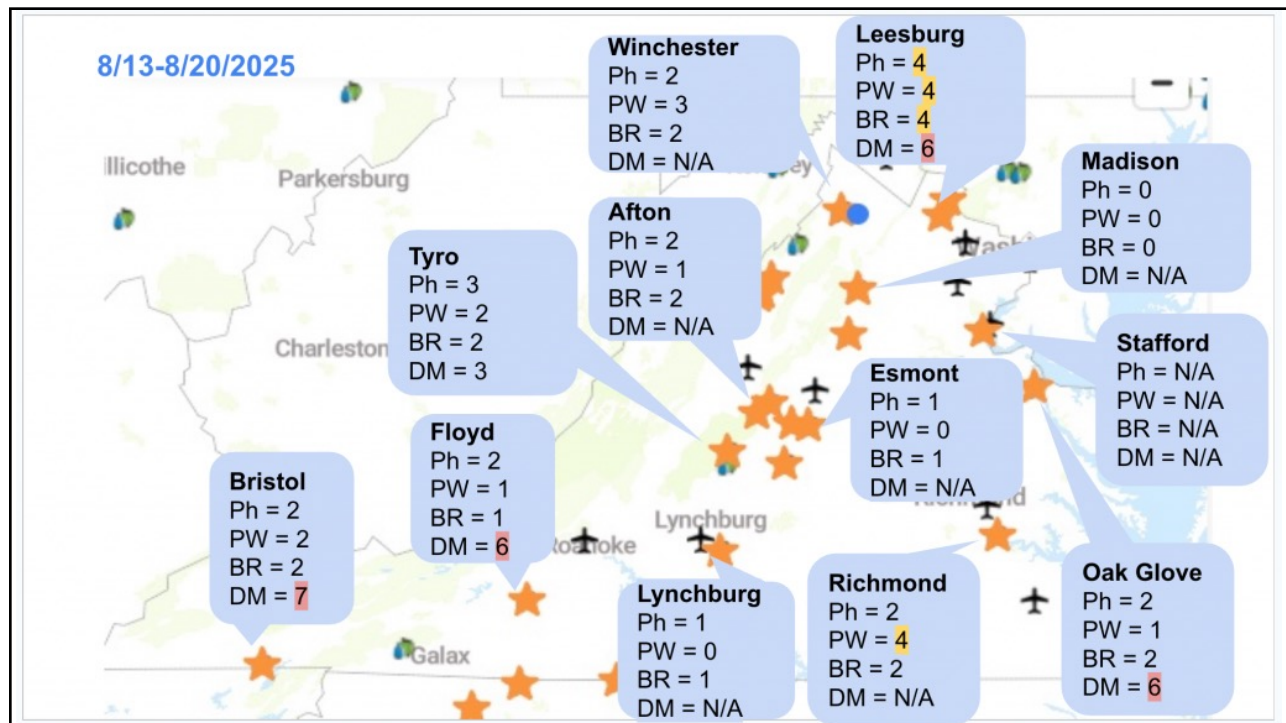 8/13-8/20/2025
Winchester
Ph = 2
PW = 3
BR = 2
DM = N/A
Leesburg
Ph = 4
PW = 4
BR = 4
DM = 6
Madison
Ph = 0
PW = 0
BR = 0
DM = N/A
Afton
Ph = 2
PW = 1
BR = 2
DM = N/A
Tyro
Ph = 3
PW = 2
BR = 2
DM = 3
Stafford
Ph = N/A
PW = N/A
BR = N/A
DM = N/A
Esmont
Ph = 1
PW = 0
BR = 1
DM = N/A
Floyd
Ph = 2
PW = 1
BR = 1
DM = 6
Bristol
Ph = 2
PW = 2
BR = 2
DM = 7
Lynchburg
Ph = 1
PW = 0
BR = 1
DM = N/A
Richmond
Ph = 2
PW = 4
BR = 2
DM = N/A
Oak Glove
Ph = 2
PW = 1
BR = 2
DM = 6
llicothe
Parkersburg
Charleston
Lynchburg
Roanoke
Galax